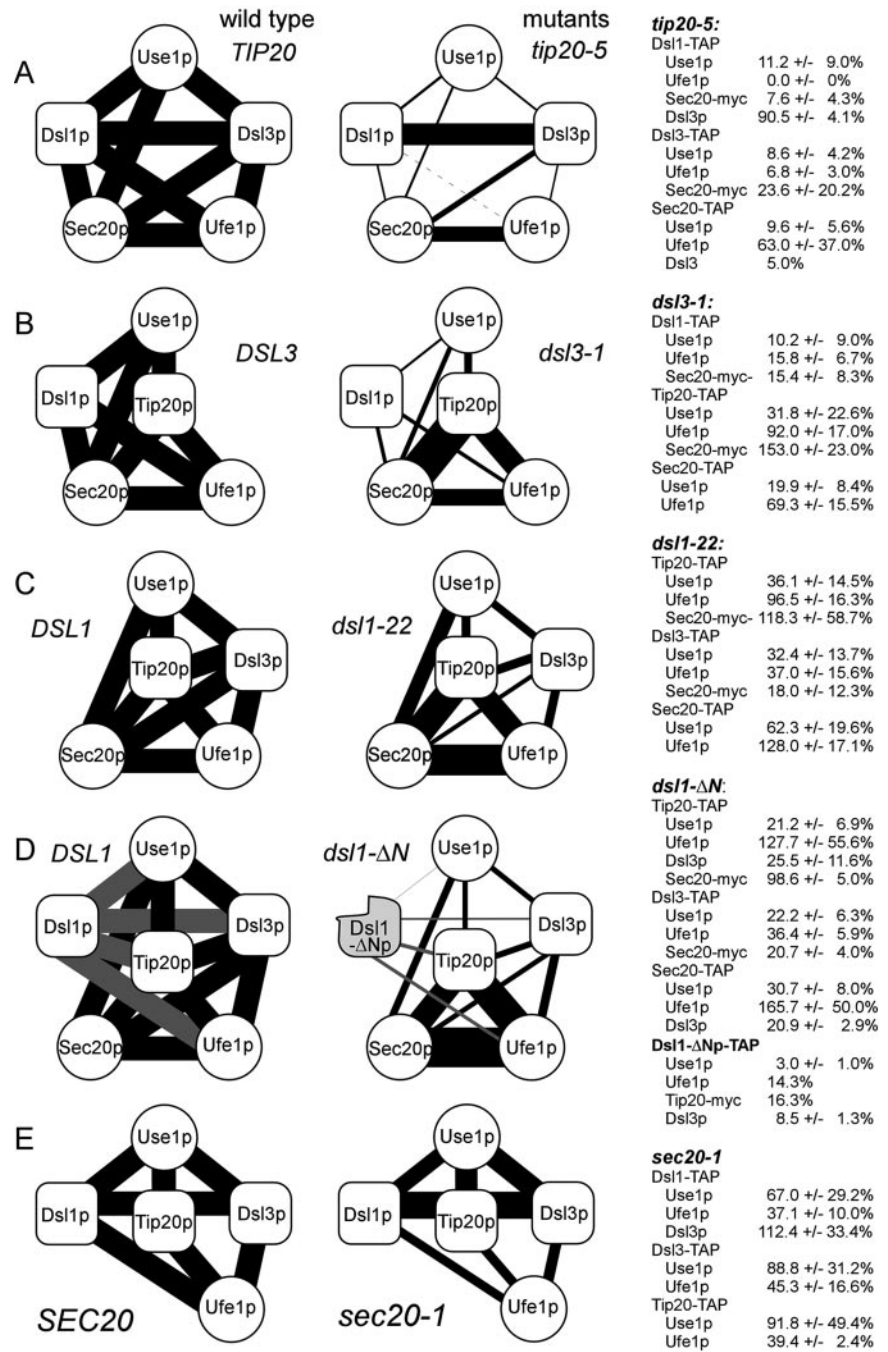 wild type
mutants
A
TIP20
tip20-5
Use1p
Dsl1p
Dsl3p
Sec20p
Ufe1p
Use1p
Dsl1p
Dsl3p
Sec20p
Ufe1p
B
DSL3
dsl3-1
Use1p
Dsl1p
Tip20p
Sec20p
Ufe1p
Use1p
Dsl1p
Tip20p
Sec20p
Ufe1p
C
DSL1
dsl1-22
Use1p
Tip20p
Dsl3p
Sec20p
Ufe1p
Use1p
Tip20p
Dsl3p
Sec20p
Ufe1p
D
DSL1
dsl1-ΔN
Use1p
Dsl1p
Dsl3p
Tip20p
Sec20p
Ufe1p
Use1p
Dsl1
-ΔNp
Dsl3p
Tip20p
Sec20p
Ufe1p
E
SEC20
sec20-1
Use1p
Dsl1p
Tip20p
Dsl3p
Ufe1p
Use1p
Dsl1p
Tip20p
Dsl3p
Ufe1p
tip20-5:
Dsl1-TAP
Use1p 11.2 +/- 9.0%
Ufe1p 0.0 +/- 0%
Sec20-myc 7.6 +/- 4.3%
Dsl3p 90.5 +/- 4.1%
Dsl3-TAP
Use1p 8.6 +/- 4.2%
Ufe1p 6.8 +/- 3.0%
Sec20-myc 23.6 +/- 20.2%
Sec20-TAP
Use1p 9.6 +/- 5.6%
Ufe1p 63.0 +/- 37.0%
Dsl3 5.0%
dsl3-1:
Dsl1-TAP
Use1p 10.2 +/- 9.0%
Ufe1p 15.8 +/- 6.7%
Sec20-myc- 15.4 +/- 8.3%
Tip20-TAP
Use1p 31.8 +/- 22.6%
Ufe1p 92.0 +/- 17.0%
Sec20-myc 153.0 +/- 23.0%
Sec20-TAP
Use1p 19.9 +/- 8.4%
Ufe1p 69.3 +/- 15.5%
dsl1-22:
Tip20-TAP
Use1p 36.1 +/- 14.5%
Ufe1p 96.5 +/- 16.3%
Sec20-myc- 118.3 +/- 58.7%
Dsl3-TAP
Use1p 32.4 +/- 13.7%
Ufe1p 37.0 +/- 15.6%
Sec20-myc 18.0 +/- 12.3%
Sec20-TAP
Use1p 62.3 +/- 19.6%
Ufe1p 128.0 +/- 17.1%
dsl1-ΔN:
Tip20-TAP
Use1p 21.2 +/- 6.9%
Ufe1p 127.7 +/- 55.6%
Dsl3p 25.5 +/- 11.6%
Sec20-myc 98.6 +/- 5.0%
Dsl3-TAP
Use1p 22.2 +/- 6.3%
Ufe1p 36.4 +/- 5.9%
Sec20-myc 20.7 +/- 4.0%
Sec20-TAP
Use1p 30.7 +/- 8.0%
Ufe1p 165.7 +/- 50.0%
Dsl3p 20.9 +/- 2.9%
Dsl1-ΔNp-TAP
Use1p 3.0 +/- 1.0%
Ufe1p 14.3%
Tip20-myc 16.3%
Dsl3p 8.5 +/- 1.3%
sec20-1
Dsl1-TAP
Use1p 67.0 +/- 29.2%
Ufe1p 37.1 +/- 10.0%
Dsl3p 112.4 +/- 33.4%
Dsl3-TAP
Use1p 88.8 +/- 31.2%
Ufe1p 45.3 +/- 16.6%
Tip20-TAP
Use1p 91.8 +/- 49.4%
Ufe1p 39.4 +/- 2.4%